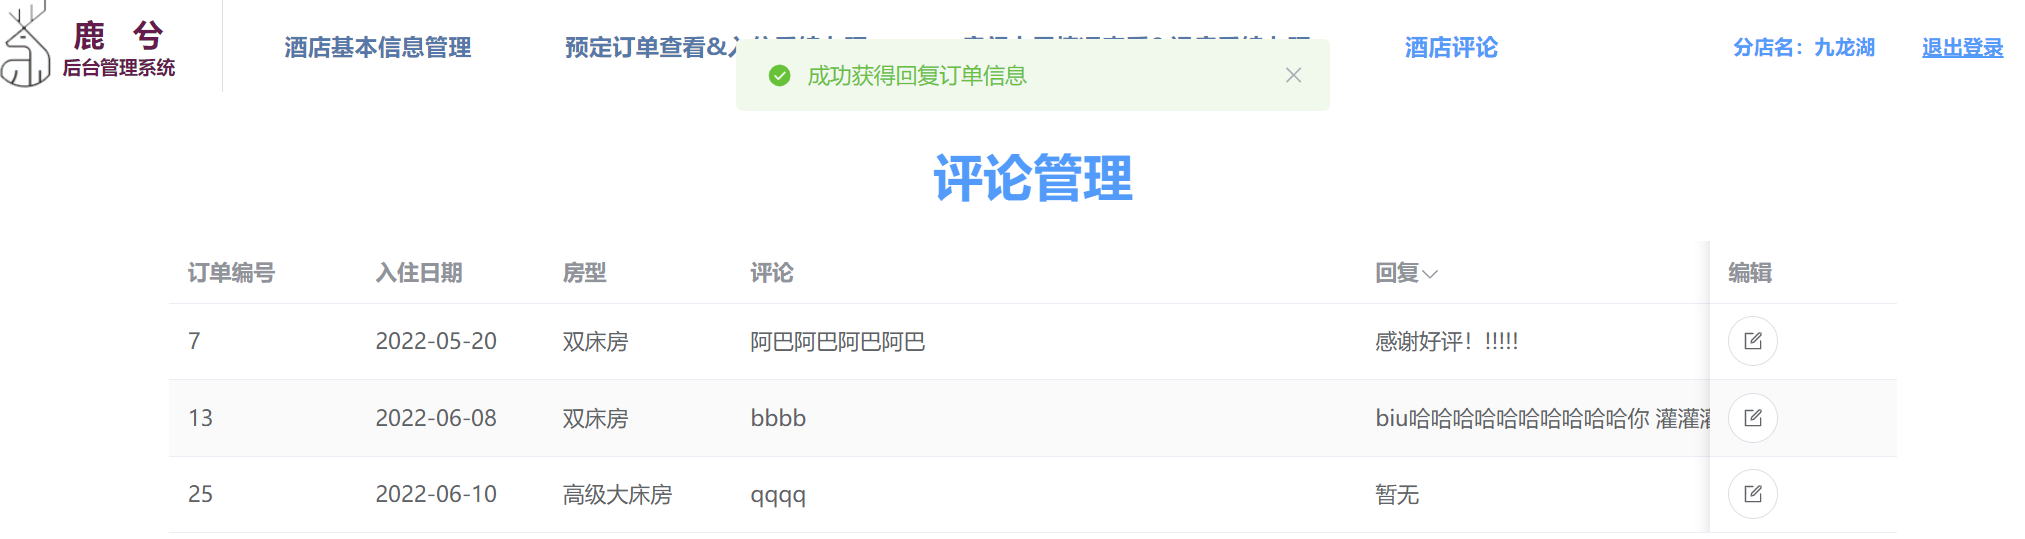 鹿 兮
后台管理系统
酒店基本信息管理
预定订单查看&入
酒店评论
分店名：九龙湖
退出登录
成功获得回复订单信息
评论管理
订单编号 入住日期 房型 评论 回复 编辑
7 2022-05-20 双床房 阿巴阿巴阿巴阿巴 感谢好评！!!!!!
13 2022-06-08 双床房 bbbb biu哈哈哈哈哈哈哈哈哈哈你 灌灌
25 2022-06-10 高级大床房 qqqq 暂无